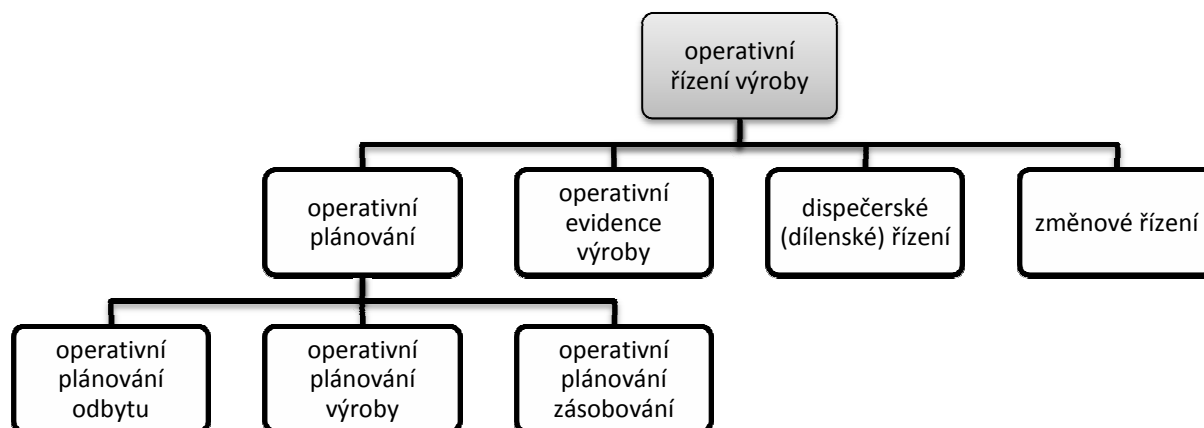 operativní
řízení výroby
operativní
plánování
operativní
evidence
výroby
dispečerské
(dílenské) řízení
změnové řízení
operativní
plánování
odbytu
operativní
plánování
výroby
operativní
plánování
zásobování